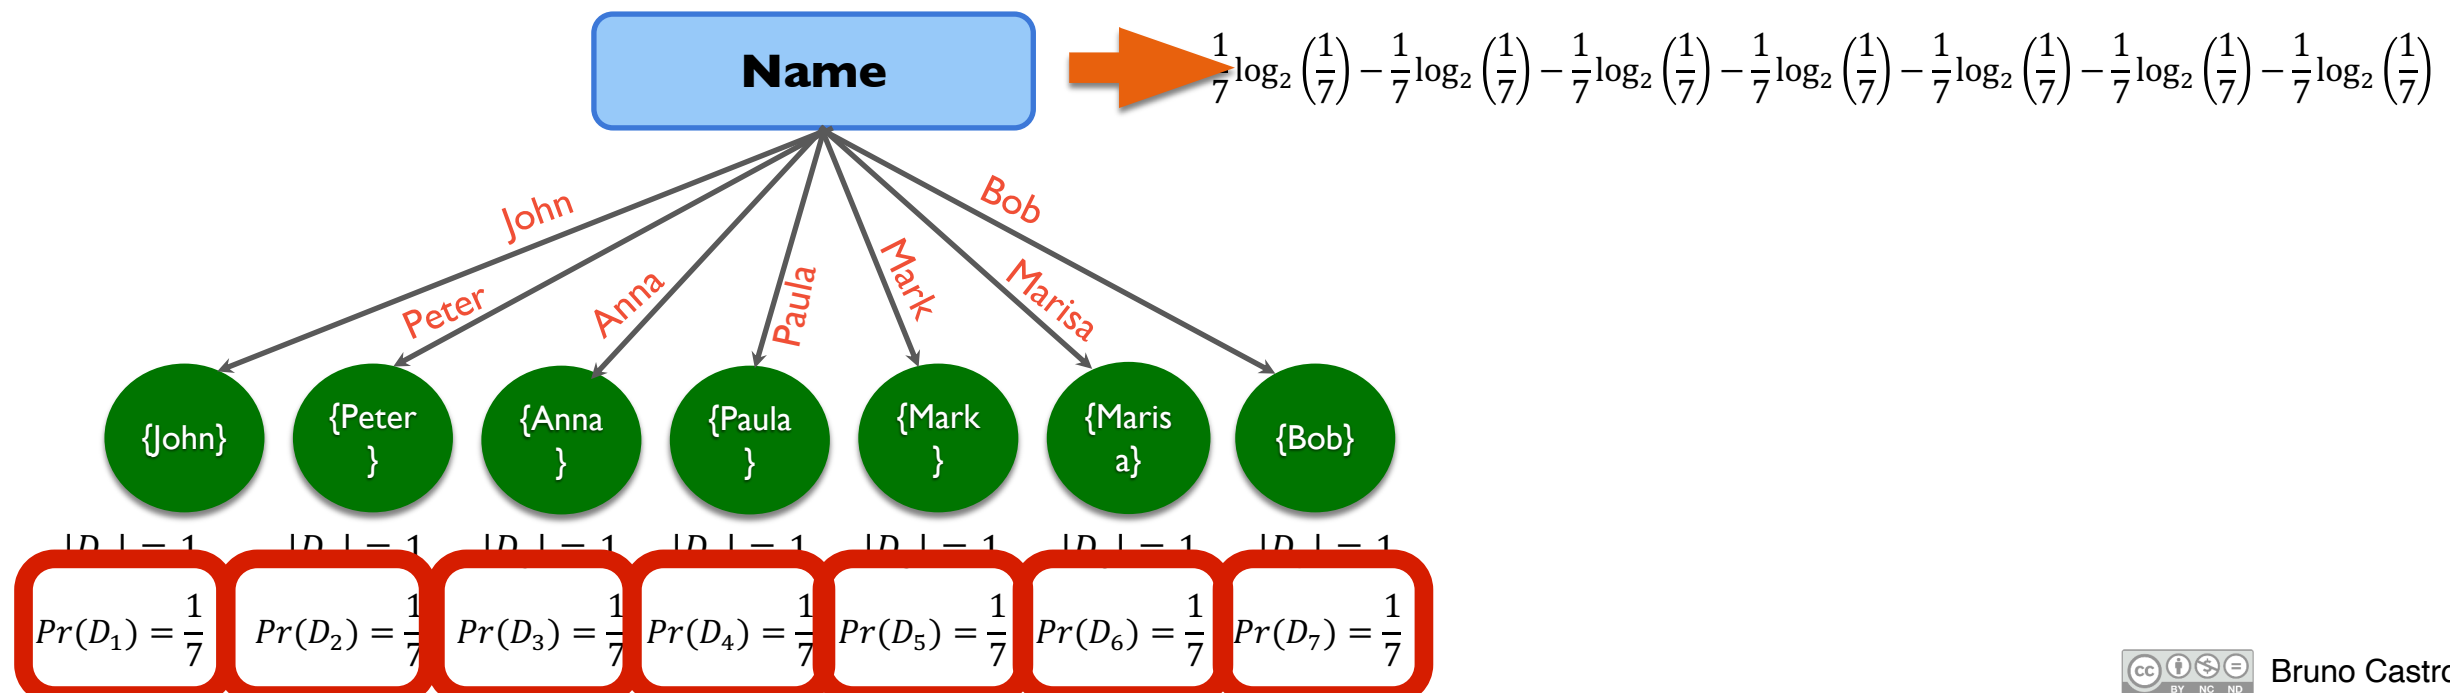 Name
1/7 log₂ (1/7) − 1/7 log₂ (1/7) − 1/7 log₂ (1/7) − 1/7 log₂ (1/7) − 1/7 log₂ (1/7) − 1/7 log₂ (1/7) − 1/7 log₂ (1/7)
John
Peter
Anna
Paula
Mark
Marisa
Bob
{John}
{Peter
}
{Anna
}
{Paula
}
{Mark
}
{Maris
a}
{Bob}
Pr(D₁) = 1/7
Pr(D₂) = 1/7
Pr(D₃) = 1/7
Pr(D₄) = 1/7
Pr(D₅) = 1/7
Pr(D₆) = 1/7
Pr(D₇) = 1/7
cc
BY NC ND
Bruno Castro